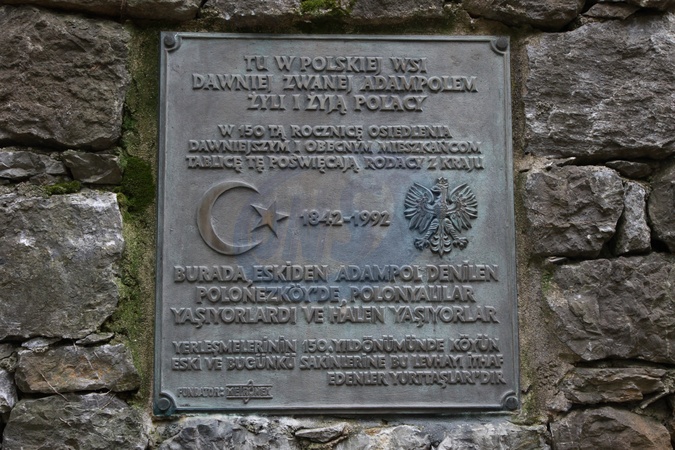 TU W POLSKIEJ WSI
DAWNIEJ ZWANEJ ADAMPOLEM
ŻYLI I ŻYJĄ POLACY
W 150 TĄ ROCZNICĘ OSIEDLENIA
DAWNIEJSZYM I OBECNYM MIESZKAŃCOM
TABLICĘ TĘ POŚWIĘCAJĄ RODACY Z KRAJU
1842-1992
BURADA, ESKİDEN ADAMPOL'DENİLEN
POLONEZKÖY'DE, POLONYALILAR
YAŞIYORLARDI VE HALEN YAŞIYORLAR
YERLEŞMELERİNİN 150.YILDÖNÜMÜNDE KÖYÜN
ESKİ VE BUGÜNKÜ SAKİNLERİNE BU LEVHAYI İTHAF
EDENLER YURTTAŞLARI'DIR